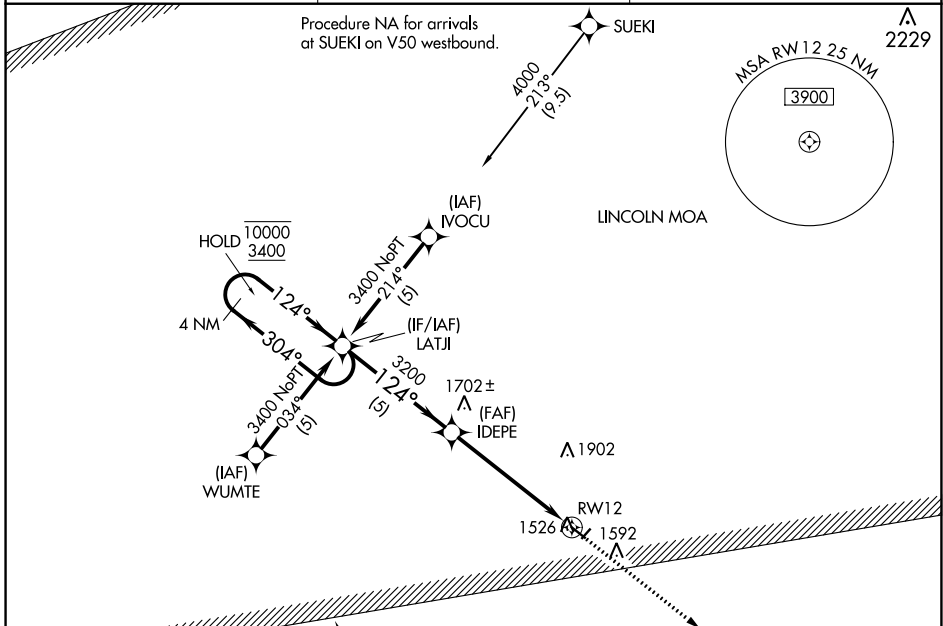 Procedure NA for arrivals
at SUEKI on V50 westbound.
SUEKI
2229
MSA RW12 25 NM
3900
4000
213°
(9.5)
(IAF)
IVOCU
LINCOLN MOA
HOLD
10000
3400
3400 NoPT
214°
(5)
124°
4 NM
304°
(IF/IAF)
LATJI
3200
124°
(5)
1702±
3400 NoPT
034°
(5)
(FAF)
IDEPE
1902
(IAF)
WUMTE
RW12
1526
1592